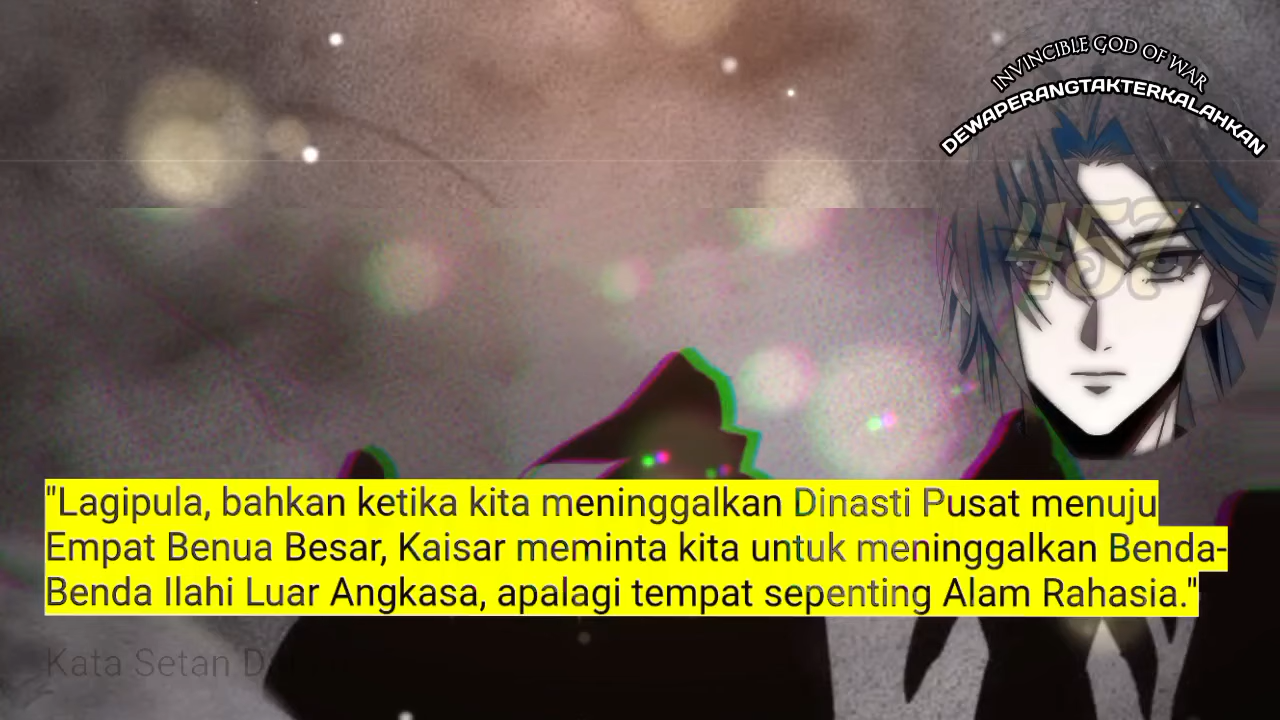 INVINCIBLE GOD OF WAR
DEWAPERANGTAKTERKALAHKAN
457
"Lagipula, bahkan ketika kita meninggalkan Dinasti Pusat menuju
Empat Benua Besar, Kaisar meminta kita untuk meninggalkan Benda-
Benda Ilahi Luar Angkasa, apalagi tempat sepenting Alam Rahasia."
Kata Setan